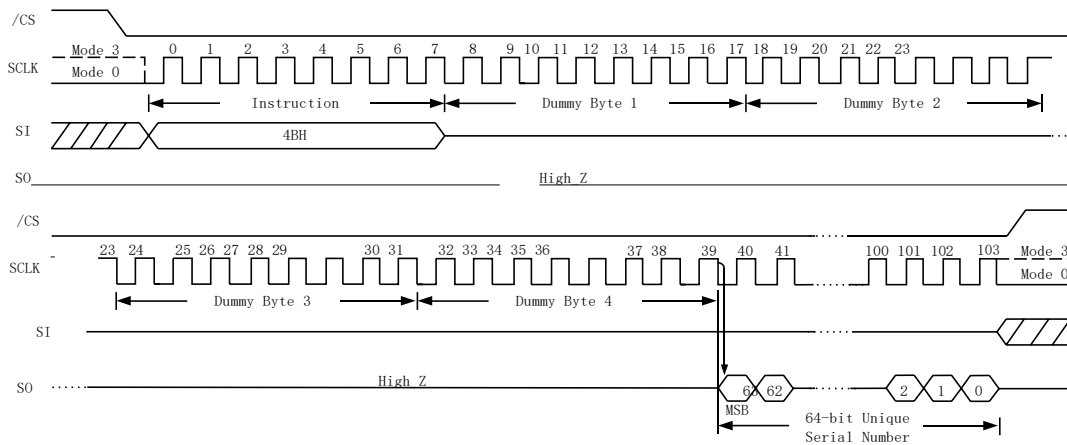 /CS
Mode 3 0 1 2 3 4 5 6 7 8 9 10 11 12 13 14 15 16 17 18 19 20 21 22 23
SCLK
Mode 0
Instruction Dummy Byte 1 Dummy Byte 2
SI
4BH
SO High_Z
/CS
23 24 25 26 27 28 29 30 31 32 33 34 35 36 37 38 39 40 41 100 101 102 103 Mode 3
SCLK
Mode 0
Dummy Byte 3 Dummy Byte 4
SI
SO High Z 63 62 2 1 0
MSB
64-bit Unique
Serial Number